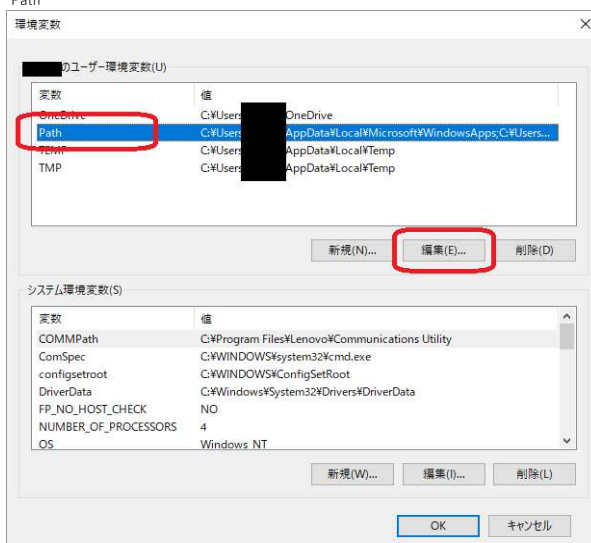 Path
環境変数
のユーザー環境変数(U)
変数 値
OneDrive C:¥Users OneDrive
Path C:¥Users AppData¥Local¥Microsoft¥WindowsApps;C:¥Users...
TEMP C:¥Users AppData¥Local¥Temp
TMP C:¥Users AppData¥Local¥Temp
新規(N)... 編集(E)... 削除(D)
システム環境変数(S)
変数 値
COMMPath C:¥Program Files¥Lenovo¥Communications Utility
ComSpec C:¥WINDOWS¥system32¥cmd.exe
configsetroot C:¥WINDOWS¥ConfigSetRoot
DriverData C:¥Windows¥System32¥Drivers¥DriverData
FP_NO_HOST_CHECK NO
NUMBER_OF_PROCESSORS 4
OS Windows_NT
新規(W)... 編集(I)... 削除(L)
OK キャンセル